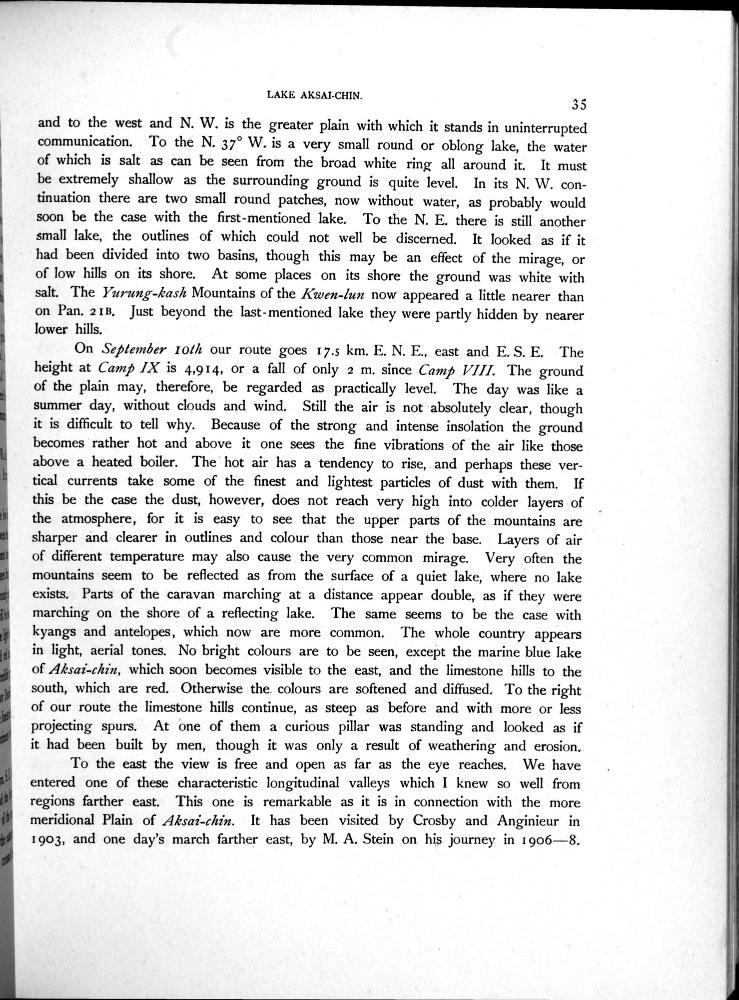 LAKE AKSAI-CHIN.
35
and to the west and N. W. is the greater plain with which it stands in uninterrupted
communication. To the N. 37° W. is a very small round or oblong lake, the water
of which is salt as can be seen from the broad white ring all around it. It must
be extremely shallow as the surrounding ground is quite level. In its N. W. con-
tinuation there are two small round patches, now without water, as probably would
soon be the case with the first-mentioned lake. To the N. E. there is still another
small lake, the outlines of which could not well be discerned. It looked as if it
had been divided into two basins, though this may be an effect of the mirage, or
of low hills on its shore. At some places on its shore the ground was white with
salt. The Yurung-kash Mountains of the Kwen-lun now appeared a little nearer than
on Pan. 21B. Just beyond the last-mentioned lake they were partly hidden by nearer
lower hills.
On September 10th our route goes 17.5 km. E. N. E., east and E. S. E. The
height at Camp IX is 4,914, or a fall of only 2 m. since Camp VIII. The ground
of the plain may, therefore, be regarded as practically level. The day was like a
summer day, without clouds and wind. Still the air is not absolutely clear, though
it is difficult to tell why. Because of the strong and intense insolation the ground
becomes rather hot and above it one sees the fine vibrations of the air like those
above a heated boiler. The hot air has a tendency to rise, and perhaps these ver-
tical currents take some of the finest and lightest particles of dust with them. If
this be the case the dust, however, does not reach very high into colder layers of
the atmosphere, for it is easy to see that the upper parts of the mountains are
sharper and clearer in outlines and colour than those near the base. Layers of air
of different temperature may also cause the very common mirage. Very often the
mountains seem to be reflected as from the surface of a quiet lake, where no lake
exists. Parts of the caravan marching at a distance appear double, as if they were
marching on the shore of a reflecting lake. The same seems to be the case with
kyangs and antelopes, which now are more common. The whole country appears
in light, aerial tones. No bright colours are to be seen, except the marine blue lake
of Aksai-chin, which soon becomes visible to the east, and the limestone hills to the
south, which are red. Otherwise the colours are softened and diffused. To the right
of our route the limestone hills continue, as steep as before and with more or less
projecting spurs. At one of them a curious pillar was standing and looked as if
it had been built by men, though it was only a result of weathering and erosion.
To the east the view is free and open as far as the eye reaches. We have
entered one of these characteristic longitudinal valleys which I knew so well from
regions farther east. This one is remarkable as it is in connection with the more
meridional Plain of Aksai-chin. It has been visited by Crosby and Anginieur in
1903, and one day's march farther east, by M. A. Stein on his journey in 1906—8.